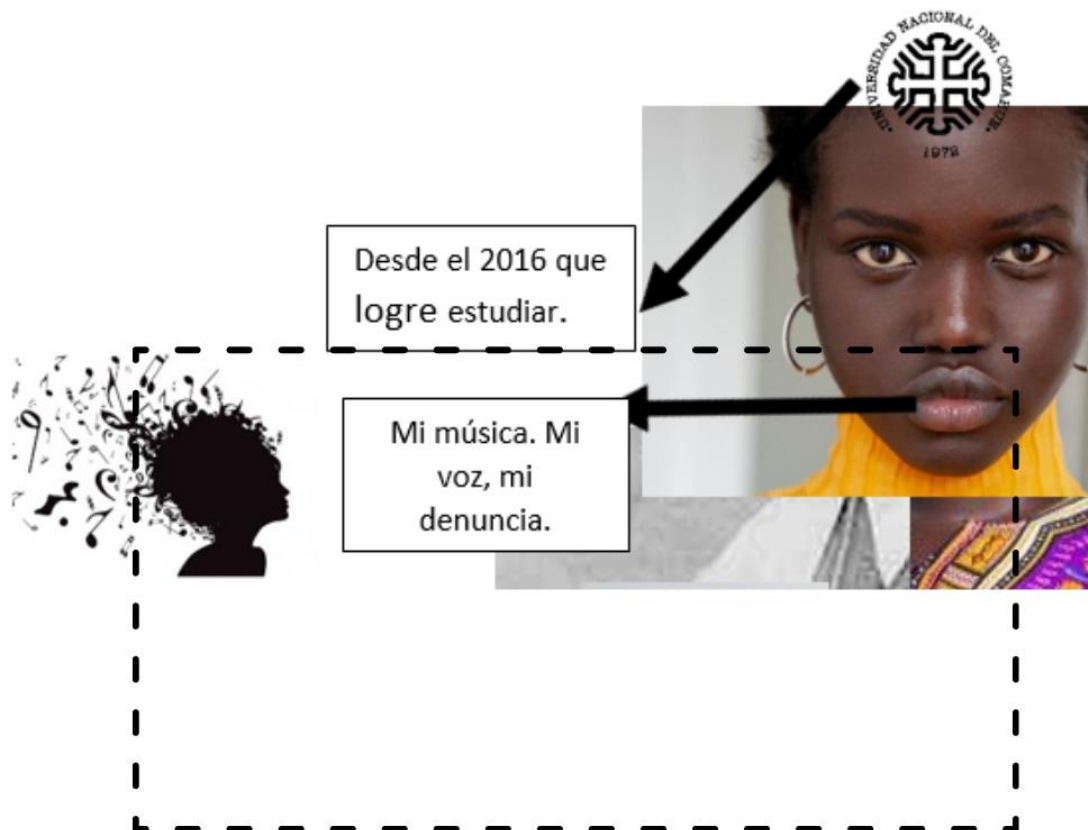 UNIVERSIDAD NACIONAL DEL COMAHUE.
1972
Desde el 2016 que
logre estudiar.
Mi música. Mi
voz, mi
denuncia.